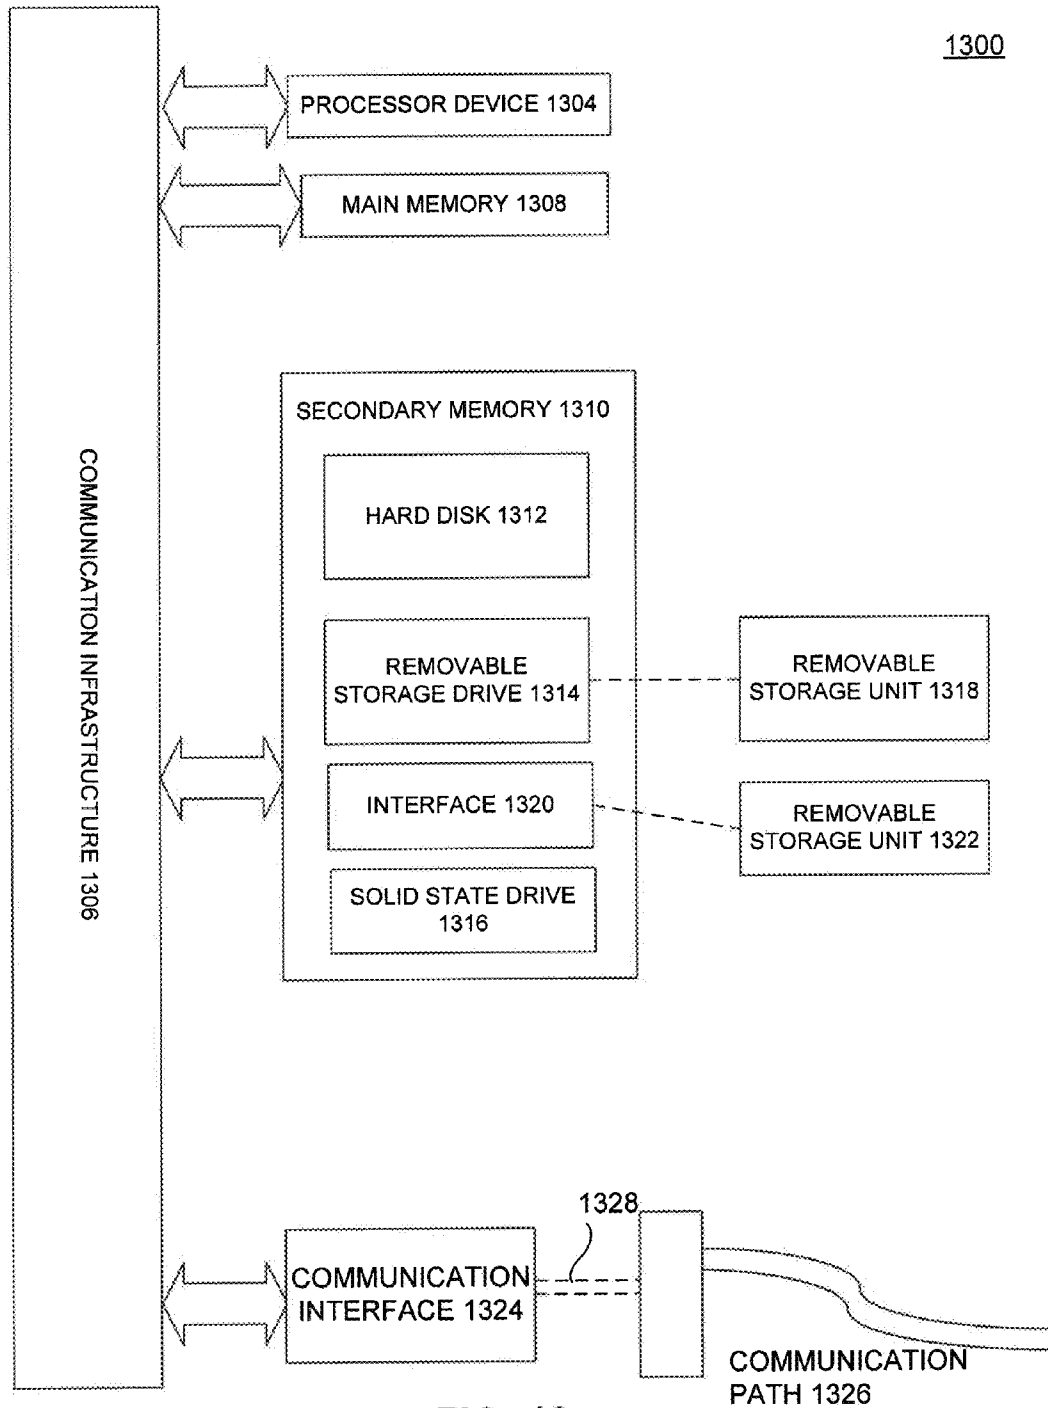 1300
PROCESSOR DEVICE 1304
MAIN MEMORY 1308
COMMUNICATION INFRASTRUCTURE 1306
SECONDARY MEMORY 1310
HARD DISK 1312
REMOVABLE
STORAGE DRIVE 1314
REMOVABLE
STORAGE UNIT 1318
INTERFACE 1320
REMOVABLE
STORAGE UNIT 1322
SOLID STATE DRIVE
1316
1328
COMMUNICATION
INTERFACE 1324
COMMUNICATION
PATH 1326